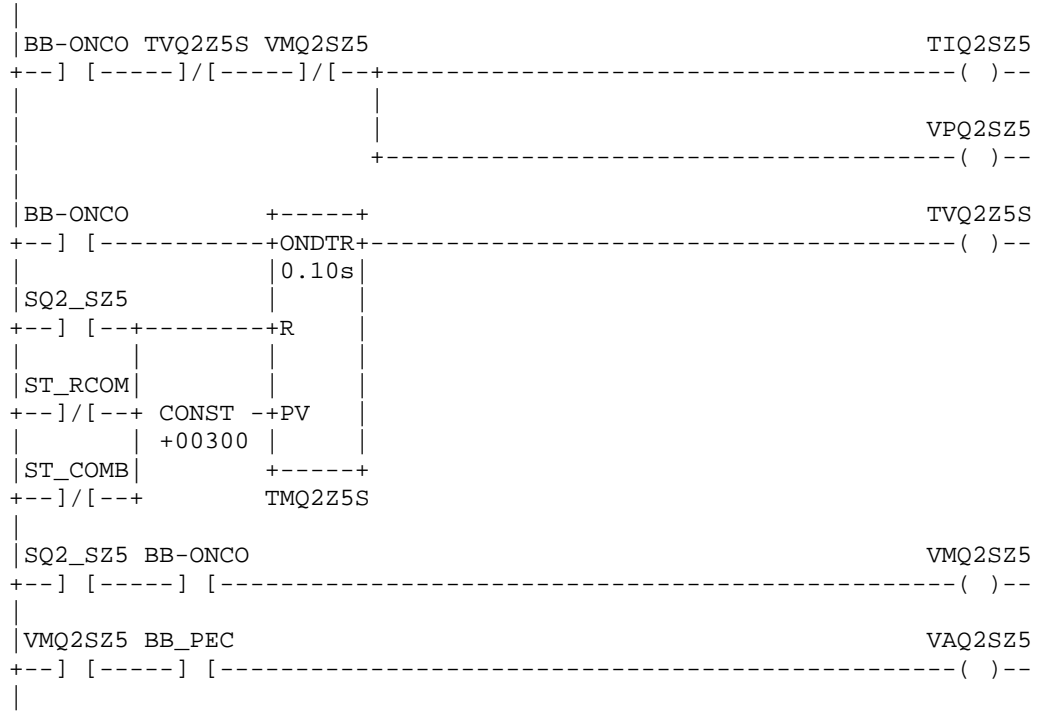 |
|BB-ONCO TVQ2Z5S VMQ2SZ5                                     TIQ2SZ5
+--] [-----]/[-----]/[--+--------------------------------------( )--
|                       |
|                       |                                    VPQ2SZ5
|                       +--------------------------------------( )--
|
|BB-ONCO         +-----+                                     TVQ2Z5S
+--] [-----------+ONDTR+---------------------------------------( )--
|                |0.10s|
|SQ2_SZ5         |     |
+--] [--+--------+R    |
|       |        |     |
|ST_RCOM|        |     |
+--]/[--+ CONST -+PV   |
|       | +00300 |     |
|ST_COMB|        +-----+
+--]/[--+        TMQ2Z5S
|
|SQ2_SZ5 BB-ONCO                                             VMQ2SZ5
+--] [-----] [-------------------------------------------------( )--
|
|VMQ2SZ5 BB_PEC                                              VAQ2SZ5
+--] [-----] [-------------------------------------------------( )--
|